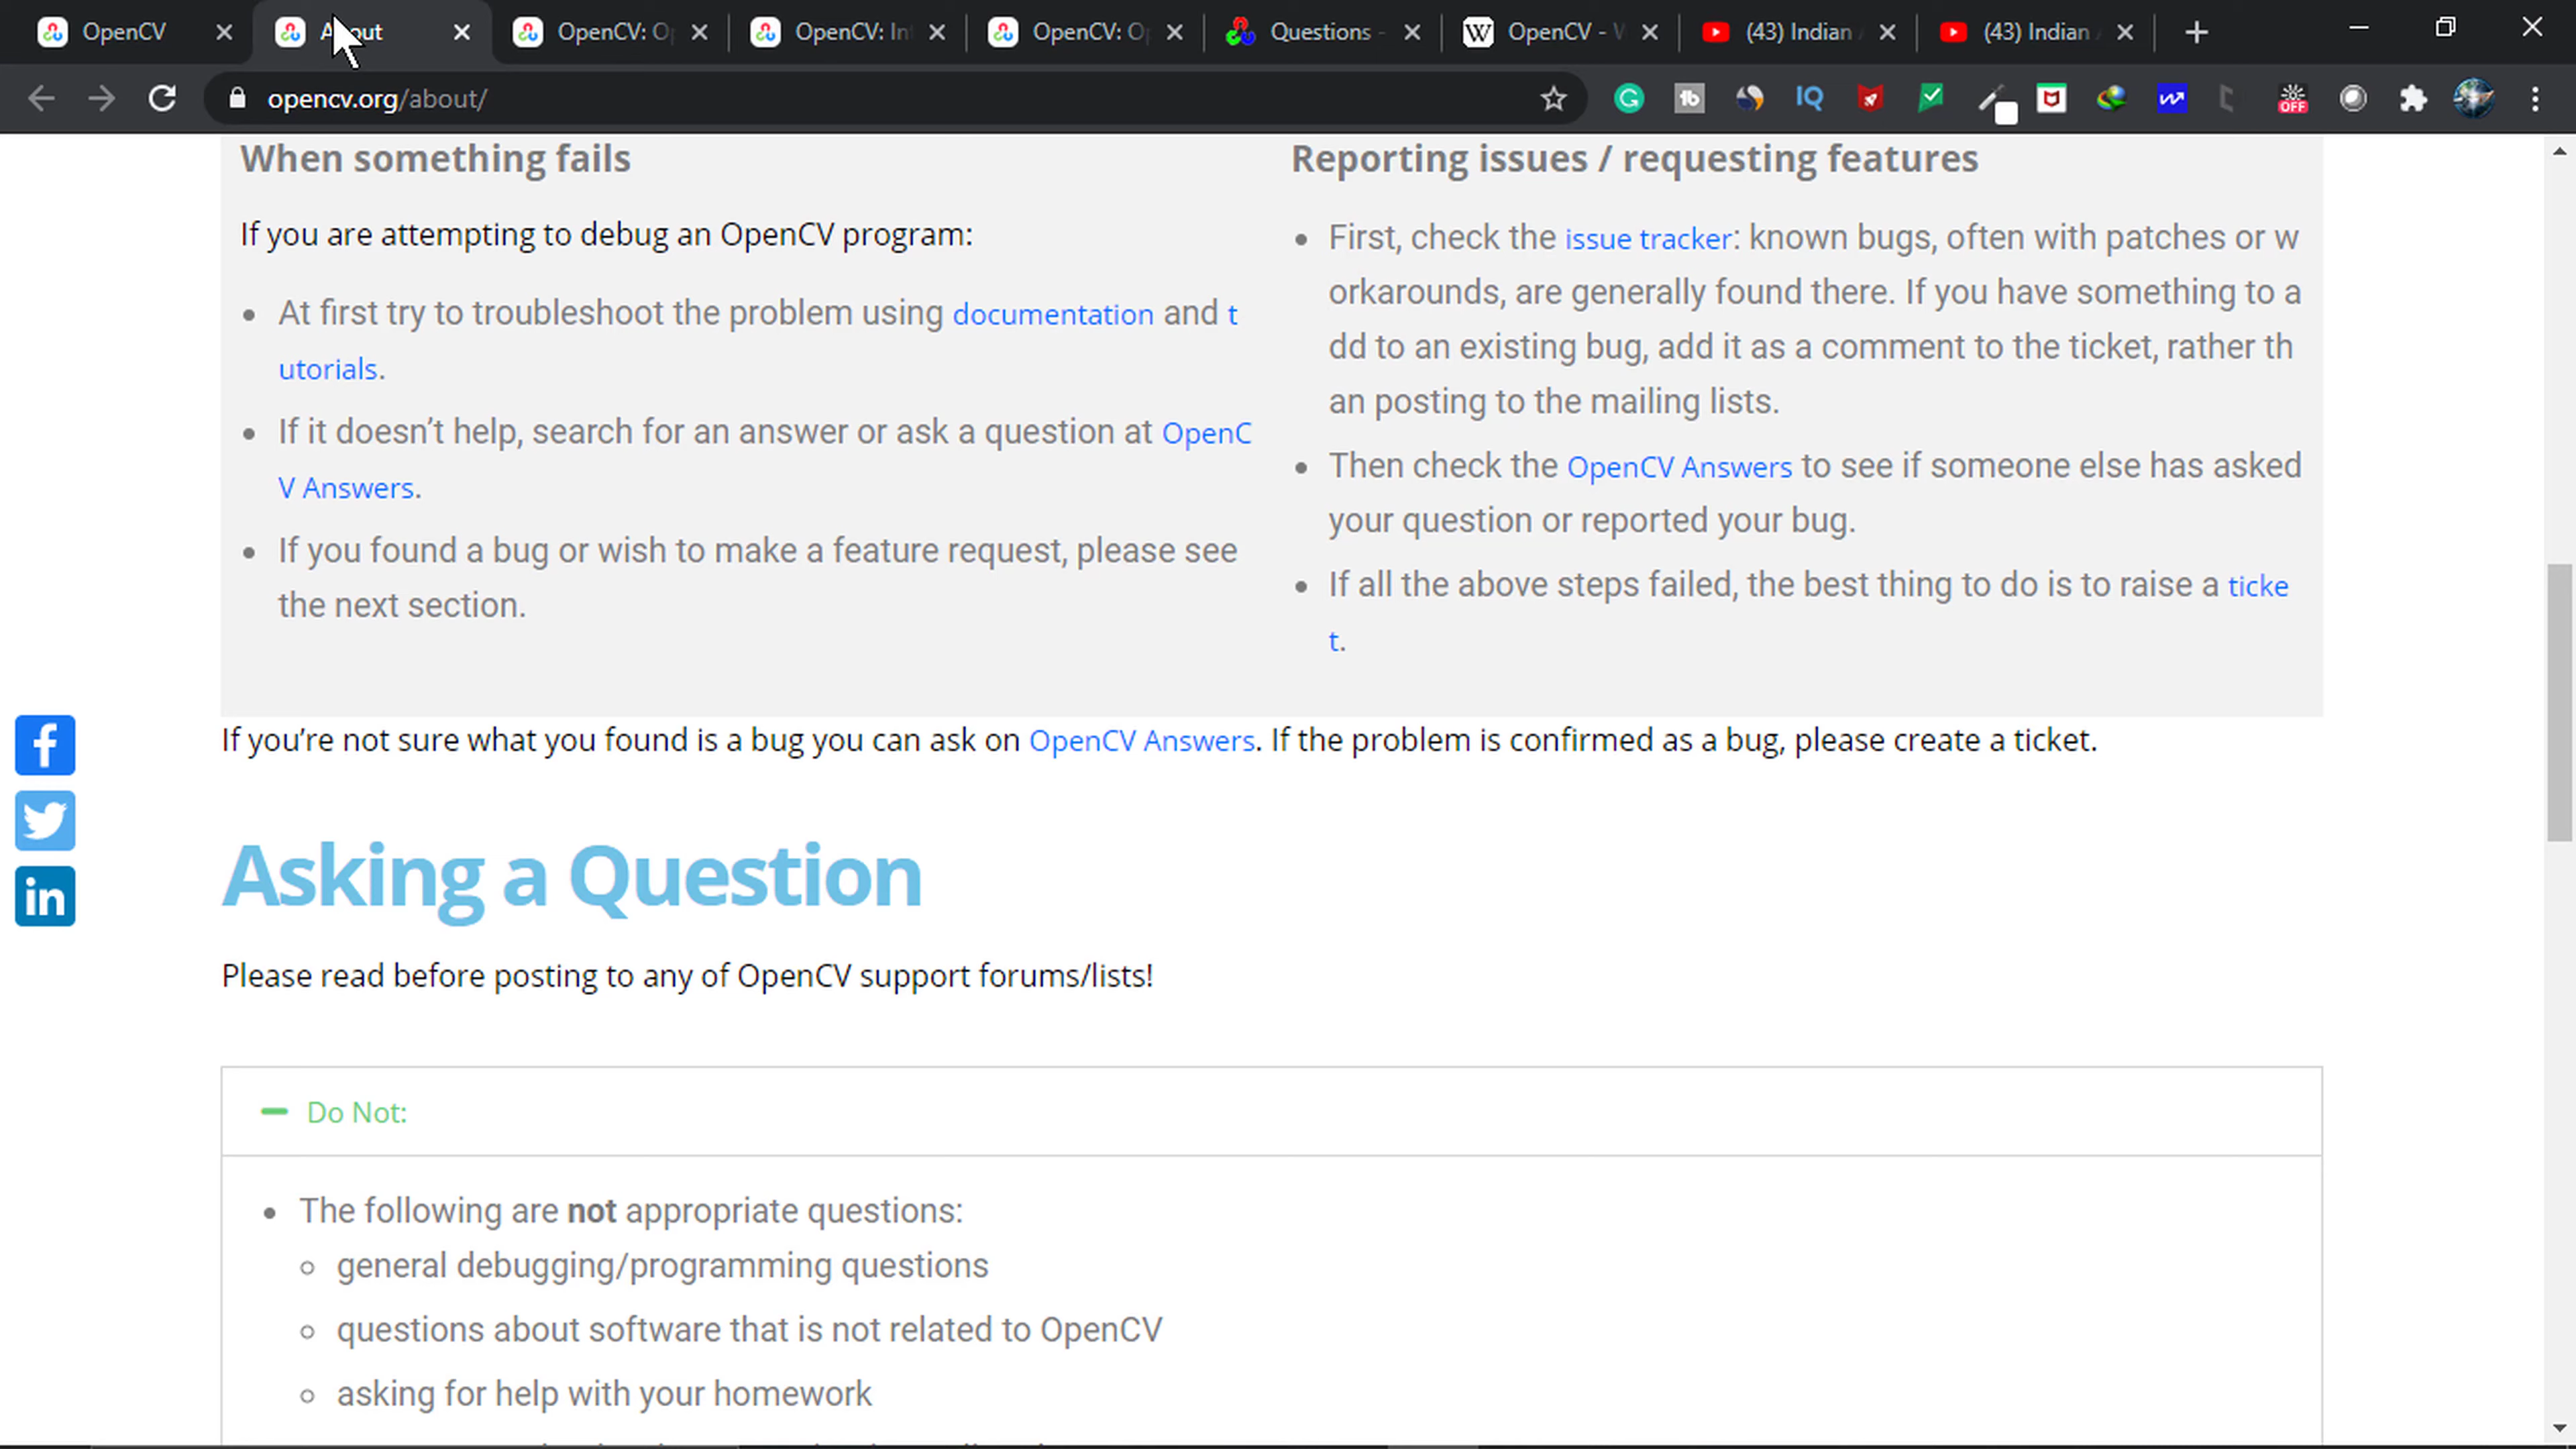 OpenCV
About
OpenCV: O
OpenCV: In
OpenCV: O
Questions -
OpenCV - W
(43) Indian
(43) Indian
opencv.org/about/
When something fails
If you are attempting to debug an OpenCV program:
• At first try to troubleshoot the problem using documentation and t
utorials.
• If it doesn’t help, search for an answer or ask a question at OpenC
V Answers.
• If you found a bug or wish to make a feature request, please see
the next section.
Reporting issues / requesting features
• First, check the issue tracker: known bugs, often with patches or w
orkarounds, are generally found there. If you have something to a
dd to an existing bug, add it as a comment to the ticket, rather th
an posting to the mailing lists.
• Then check the OpenCV Answers to see if someone else has asked
your question or reported your bug.
• If all the above steps failed, the best thing to do is to raise a ticke
t.
If you’re not sure what you found is a bug you can ask on OpenCV Answers. If the problem is confirmed as a bug, please create a ticket.
Asking a Question
Please read before posting to any of OpenCV support forums/lists!
Do Not:
• The following are not appropriate questions:
general debugging/programming questions
questions about software that is not related to OpenCV
asking for help with your homework